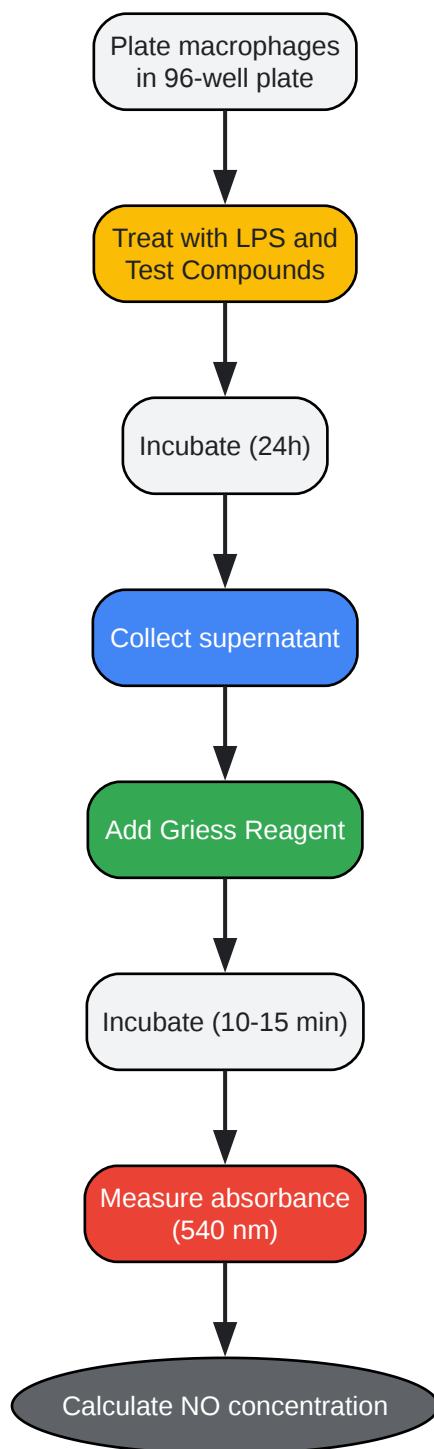 Plate macrophages
in 96-well plate
Treat with LPS and
Test Compounds
Incubate (24h)
Collect supernatant
Add Griess Reagent
Incubate (10-15 min)
Measure absorbance
(540 nm)
Calculate NO concentration